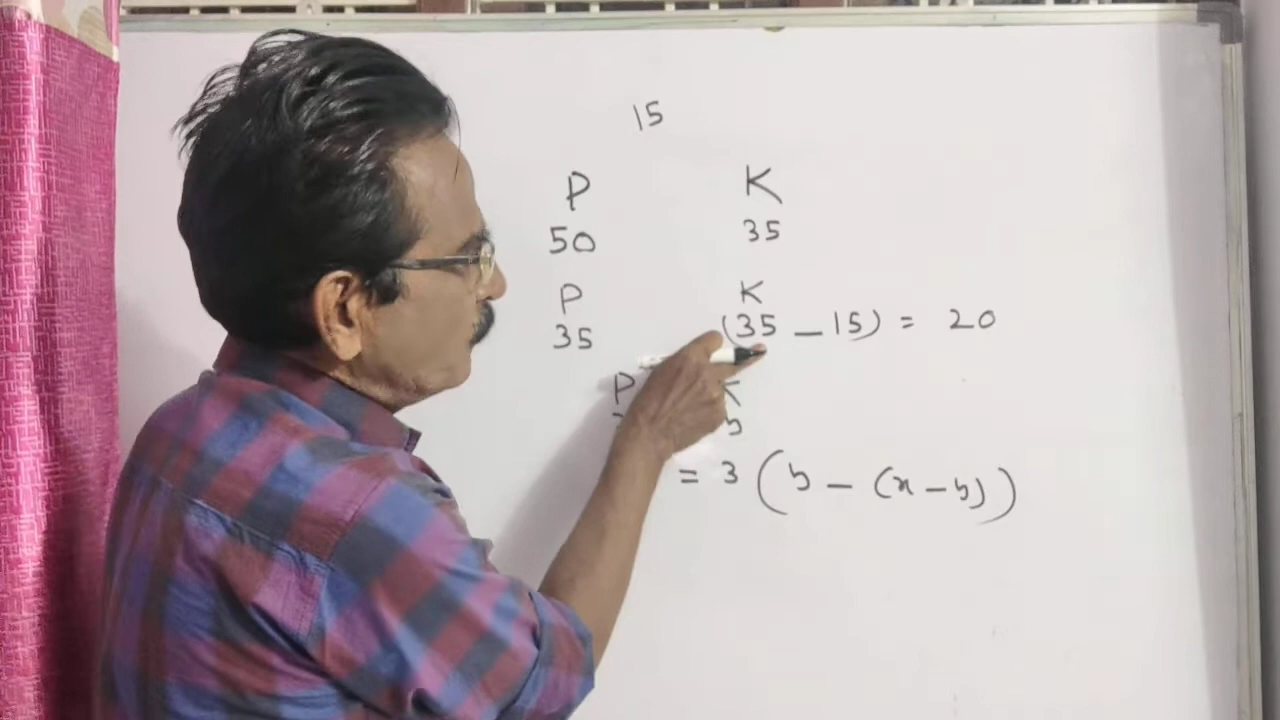 15
P K
50 35
P K
35 (35 - 15) = 20
P K
y
= 3 (y - (x - y))